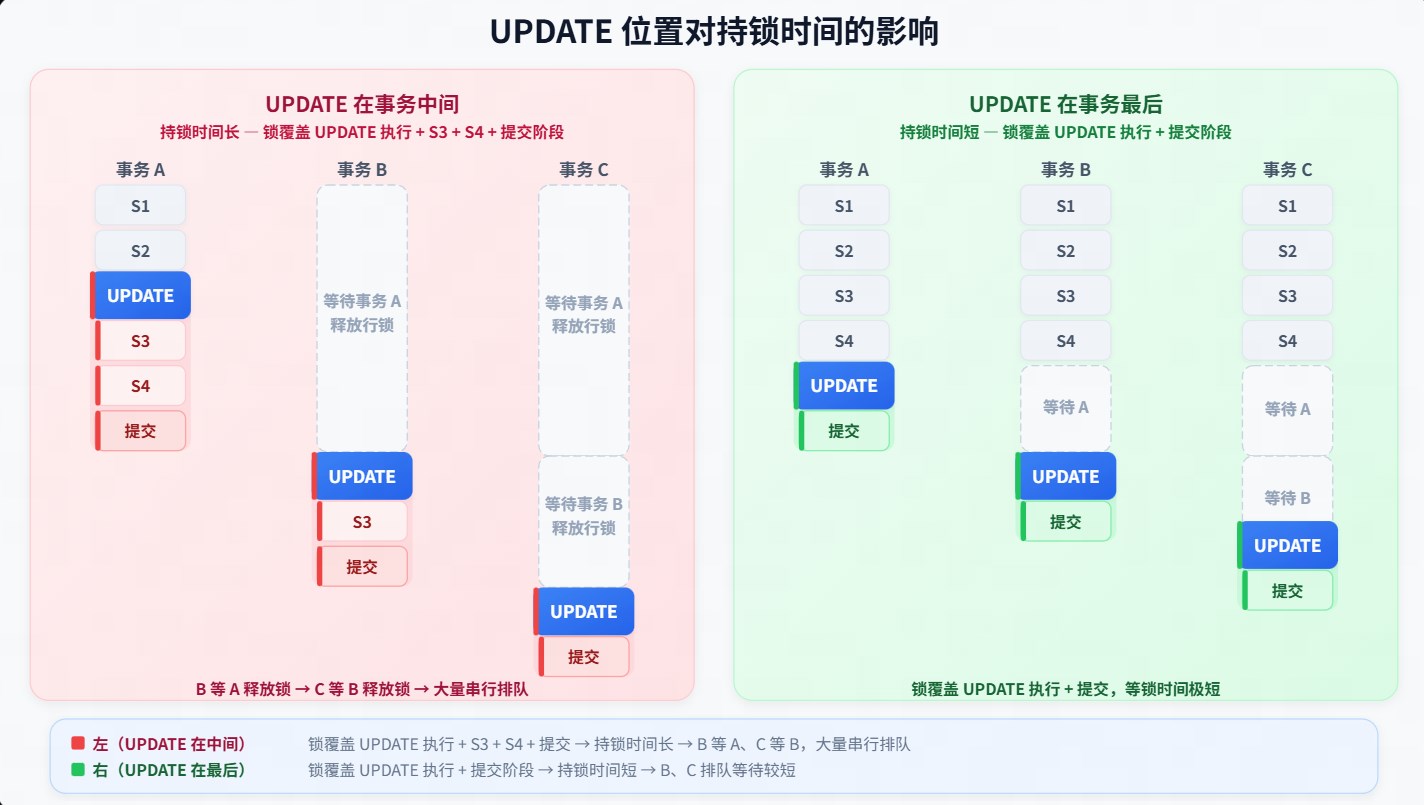 UPDATE 位置对持锁时间的影响
UPDATE 在事务中间
持锁时间长 — 锁覆盖 UPDATE 执行 + S3 + S4 + 提交阶段
事务 A
S1
S2
UPDATE
S3
S4
提交
事务 B
等待事务 A
释放行锁
UPDATE
S3
提交
事务 C
等待事务 A
释放行锁
等待事务 B
释放行锁
UPDATE
提交
B 等 A 释放锁 → C 等 B 释放锁 → 大量串行排队
UPDATE 在事务最后
持锁时间短 — 锁覆盖 UPDATE 执行 + 提交阶段
事务 A
S1
S2
S3
S4
UPDATE
提交
事务 B
S1
S2
S3
S4
等待 A
UPDATE
提交
事务 C
S1
S2
S3
S4
等待 A
等待 B
UPDATE
提交
锁覆盖 UPDATE 执行 + 提交，等锁时间极短
左（UPDATE 在中间） 锁覆盖 UPDATE 执行 + S3 + S4 + 提交 → 持锁时间长 → B 等 A、C 等 B，大量串行排队
右（UPDATE 在最后） 锁覆盖 UPDATE 执行 + 提交阶段 → 持锁时间短 → B、C 排队等待较短